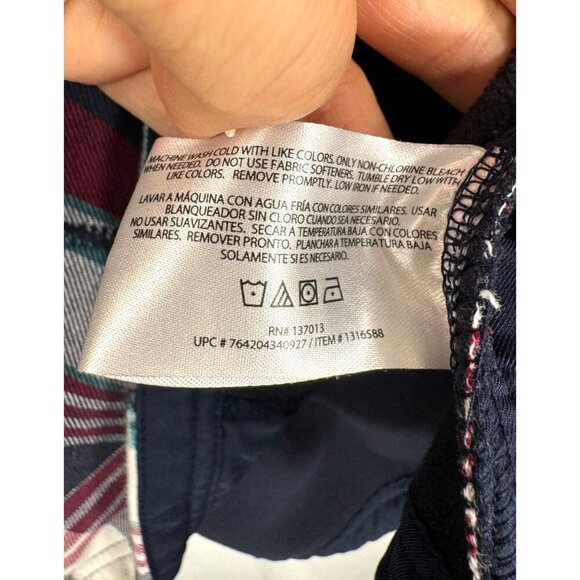 MACHINE WASH COLD WITH LIKE COLORS. ONLY NON-CHLORINE BLEACH
WHEN NEEDED. DO NOT USE FABRIC SOFTENERS. TUMBLE DRY LOW WITH
LIKE COLORS. REMOVE PROMPTLY. LOW IRON IF NEEDED.
LAVAR A MÁQUINA CON AGUA FRÍA CON COLORES SIMILARES. USAR
BLANQUEADOR SIN CLORO CUANDO SEA NECESARIO.
NO USAR SUAVIZANTES. SECAR A TEMPERATURA BAJA CON COLORES
SIMILARES. REMOVER PRONTO. PLANCHAR A TEMPERATURA BAJA
SOLAMENTE SI ES NECESARIO.
RN# 137013
UPC # 764204340927 / ITEM # 1316588